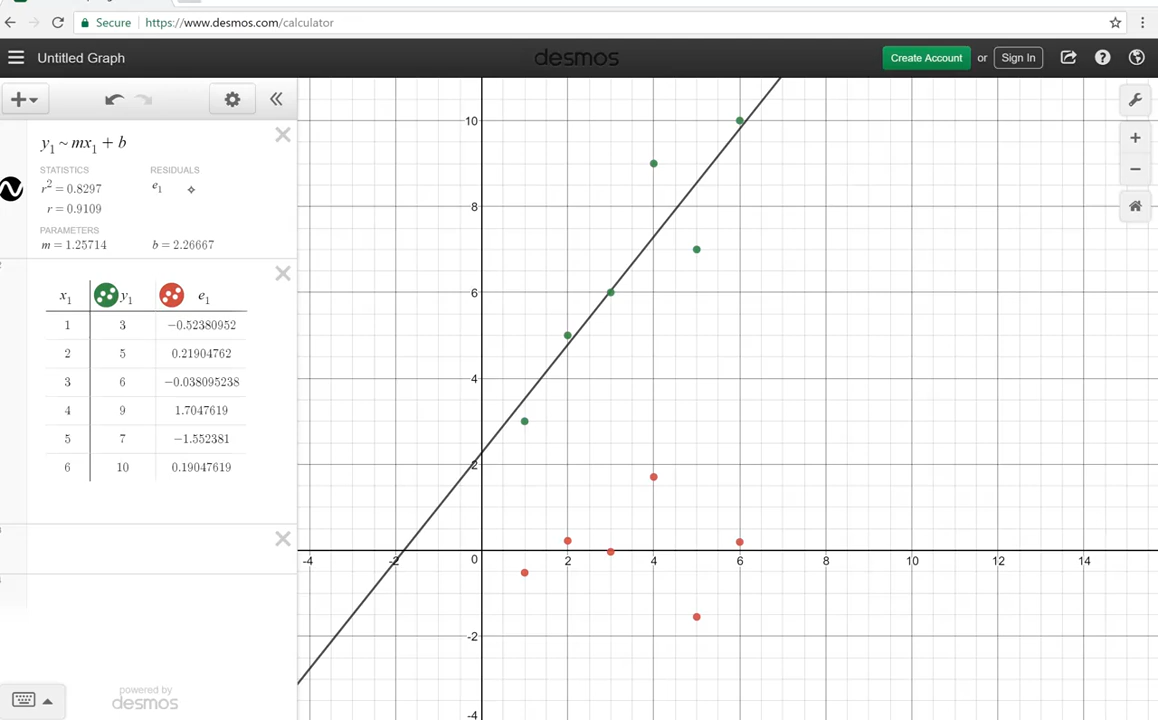 Secure https://www.desmos.com/calculator
Untitled Graph
desmos
Create Account or Sign In
y₁ ~ mx₁ + b
STATISTICS RESIDUALS
r² = 0.8297 e₁
r = 0.9109
PARAMETERS
m = 1.25714 b = 2.26667
x₁ y₁ e₁
1 3 −0.52380952
2 5 0.21904762
3 6 −0.038095238
4 9 1.7047619
5 7 −1.552381
6 10 0.19047619
powered by
desmos
10
8
6
4
2
-4 -2 0 2 4 6 8 10 12 14
-2
-4